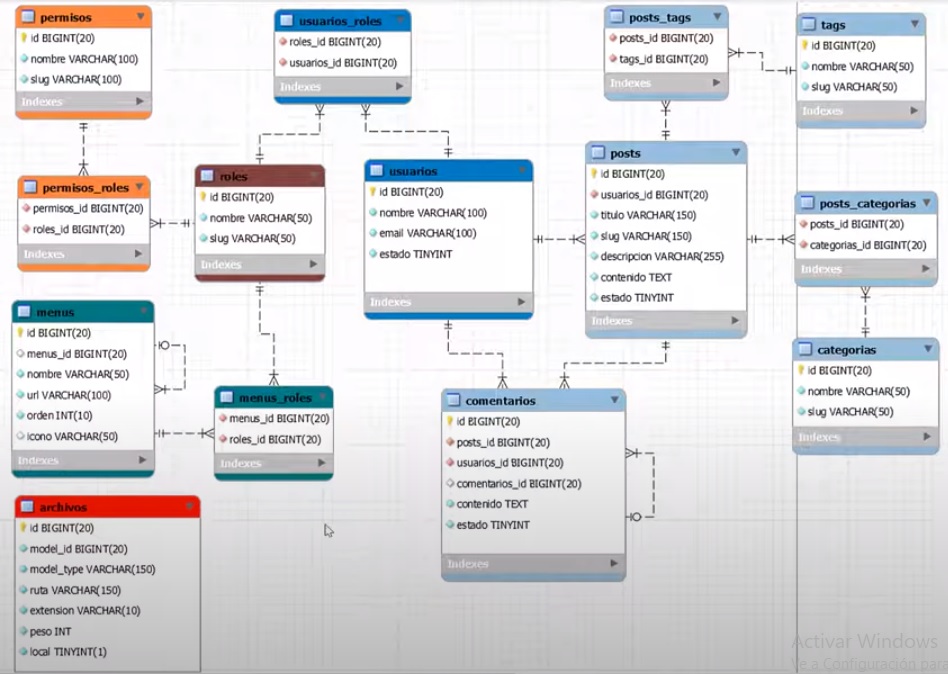 permisos
id BIGINT(20)
nombre VARCHAR(100)
slug VARCHAR(100)
Indexes
usuarios_roles
roles_id BIGINT(20)
usuarios_id BIGINT(20)
Indexes
posts_tags
posts_id BIGINT(20)
tags_id BIGINT(20)
Indexes
tags
id BIGINT(20)
nombre VARCHAR(50)
slug VARCHAR(50)
Indexes
permisos_roles
permisos_id BIGINT(20)
roles_id BIGINT(20)
Indexes
roles
id BIGINT(20)
nombre VARCHAR(50)
slug VARCHAR(50)
Indexes
usuarios
id BIGINT(20)
nombre VARCHAR(100)
email VARCHAR(100)
estado TINYINT
Indexes
posts
id BIGINT(20)
usuarios_id BIGINT(20)
titulo VARCHAR(150)
slug VARCHAR(150)
descripcion VARCHAR(255)
contenido TEXT
estado TINYINT
Indexes
posts_categorias
posts_id BIGINT(20)
categorias_id BIGINT(20)
Indexes
menus
id BIGINT(20)
menus_id BIGINT(20)
nombre VARCHAR(50)
url VARCHAR(100)
orden INT(10)
icono VARCHAR(50)
Indexes
menus_roles
menus_id BIGINT(20)
roles_id BIGINT(20)
Indexes
comentarios
id BIGINT(20)
posts_id BIGINT(20)
usuarios_id BIGINT(20)
comentarios_id BIGINT(20)
contenido TEXT
estado TINYINT
Indexes
categorias
id BIGINT(20)
nombre VARCHAR(50)
slug VARCHAR(50)
Indexes
archivos
id BIGINT(20)
model_id BIGINT(20)
model_type VARCHAR(150)
ruta VARCHAR(150)
extension VARCHAR(10)
peso INT
local TINYINT(1)
Activar Windows
Ve a Configuración para